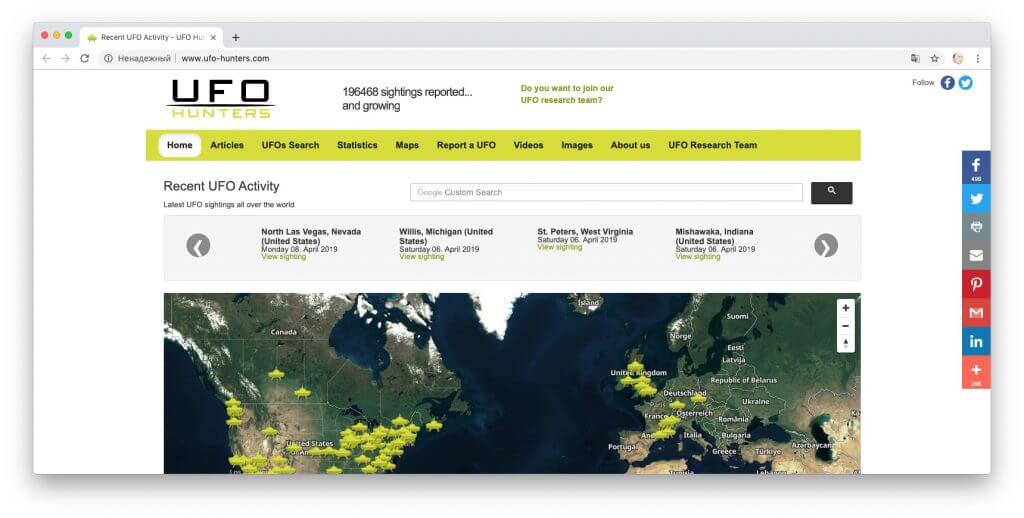 Recent UFO Activity - UFO Hu
Ненадежный | www.ufo-hunters.com
UFO
HUNTERS
196468 sightings reported...
and growing
Do you want to join our
UFO research team?
Follow
Home Articles UFOs Search Statistics Maps Report a UFO Videos Images About us UFO Research Team
496
Recent UFO Activity
Google Custom Search
Latest UFO sightings all over the world
North Las Vegas, Nevada
(United States)
Monday 08. April 2019
View sighting
Willis, Michigan (United
States)
Saturday 06. April 2019
View sighting
St. Peters, West Virginia
Saturday 06. April 2019
View sighting
Mishawaka, Indiana
(United States)
Saturday 06. April 2019
View sighting
Ísland
Suomi
Canada
Norge
Eesti
Latvija
United Kingdom
Republic of Belarus
Deutschland
Paris
Ukraine
France
Österreich
România
United States
Portugal
Italia
Bulgaria
Greece
Türkiye
Azərbaycan